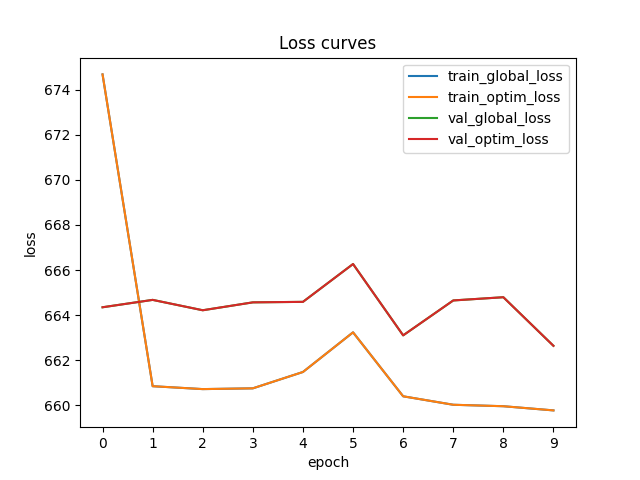 Loss curves
train_global_loss
train_optim_loss
val_global_loss
val_optim_loss
674
672
670
668
666
664
662
660
loss
0 1 2 3 4 5 6 7 8 9
epoch